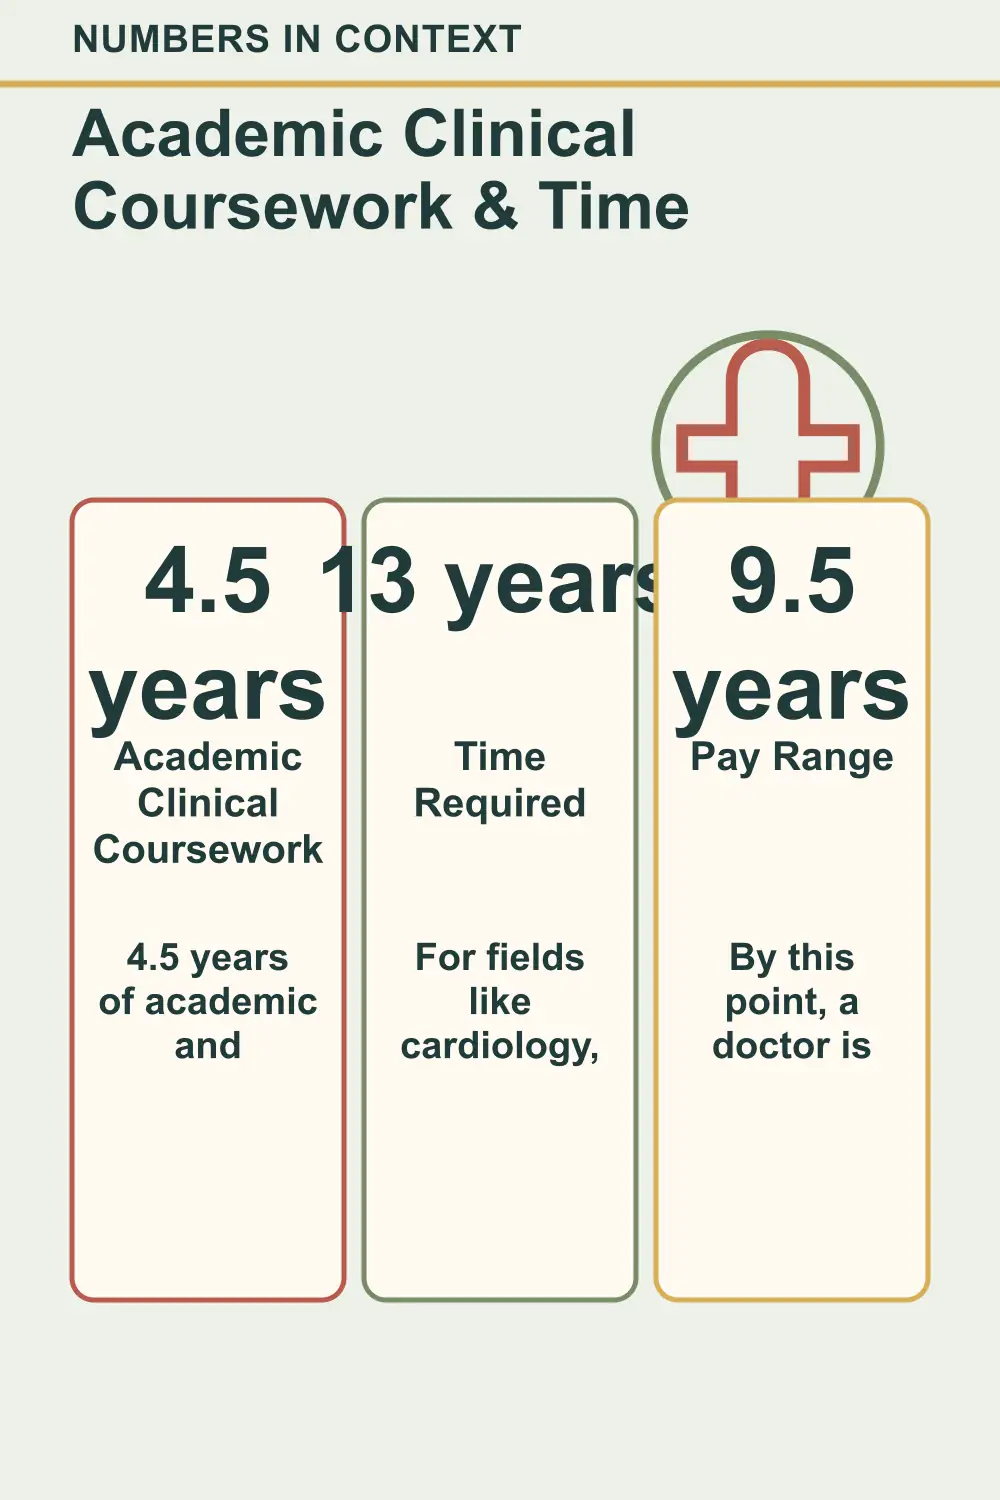 NUMBERS IN CONTEXT
Academic Clinical
Coursework & Time
4.5
years
Academic
Clinical
Coursework
4.5 years
of academic
and
13 years
Time
Required
For fields
like
cardiology,
9.5
years
Pay Range
By this
point, a
doctor is